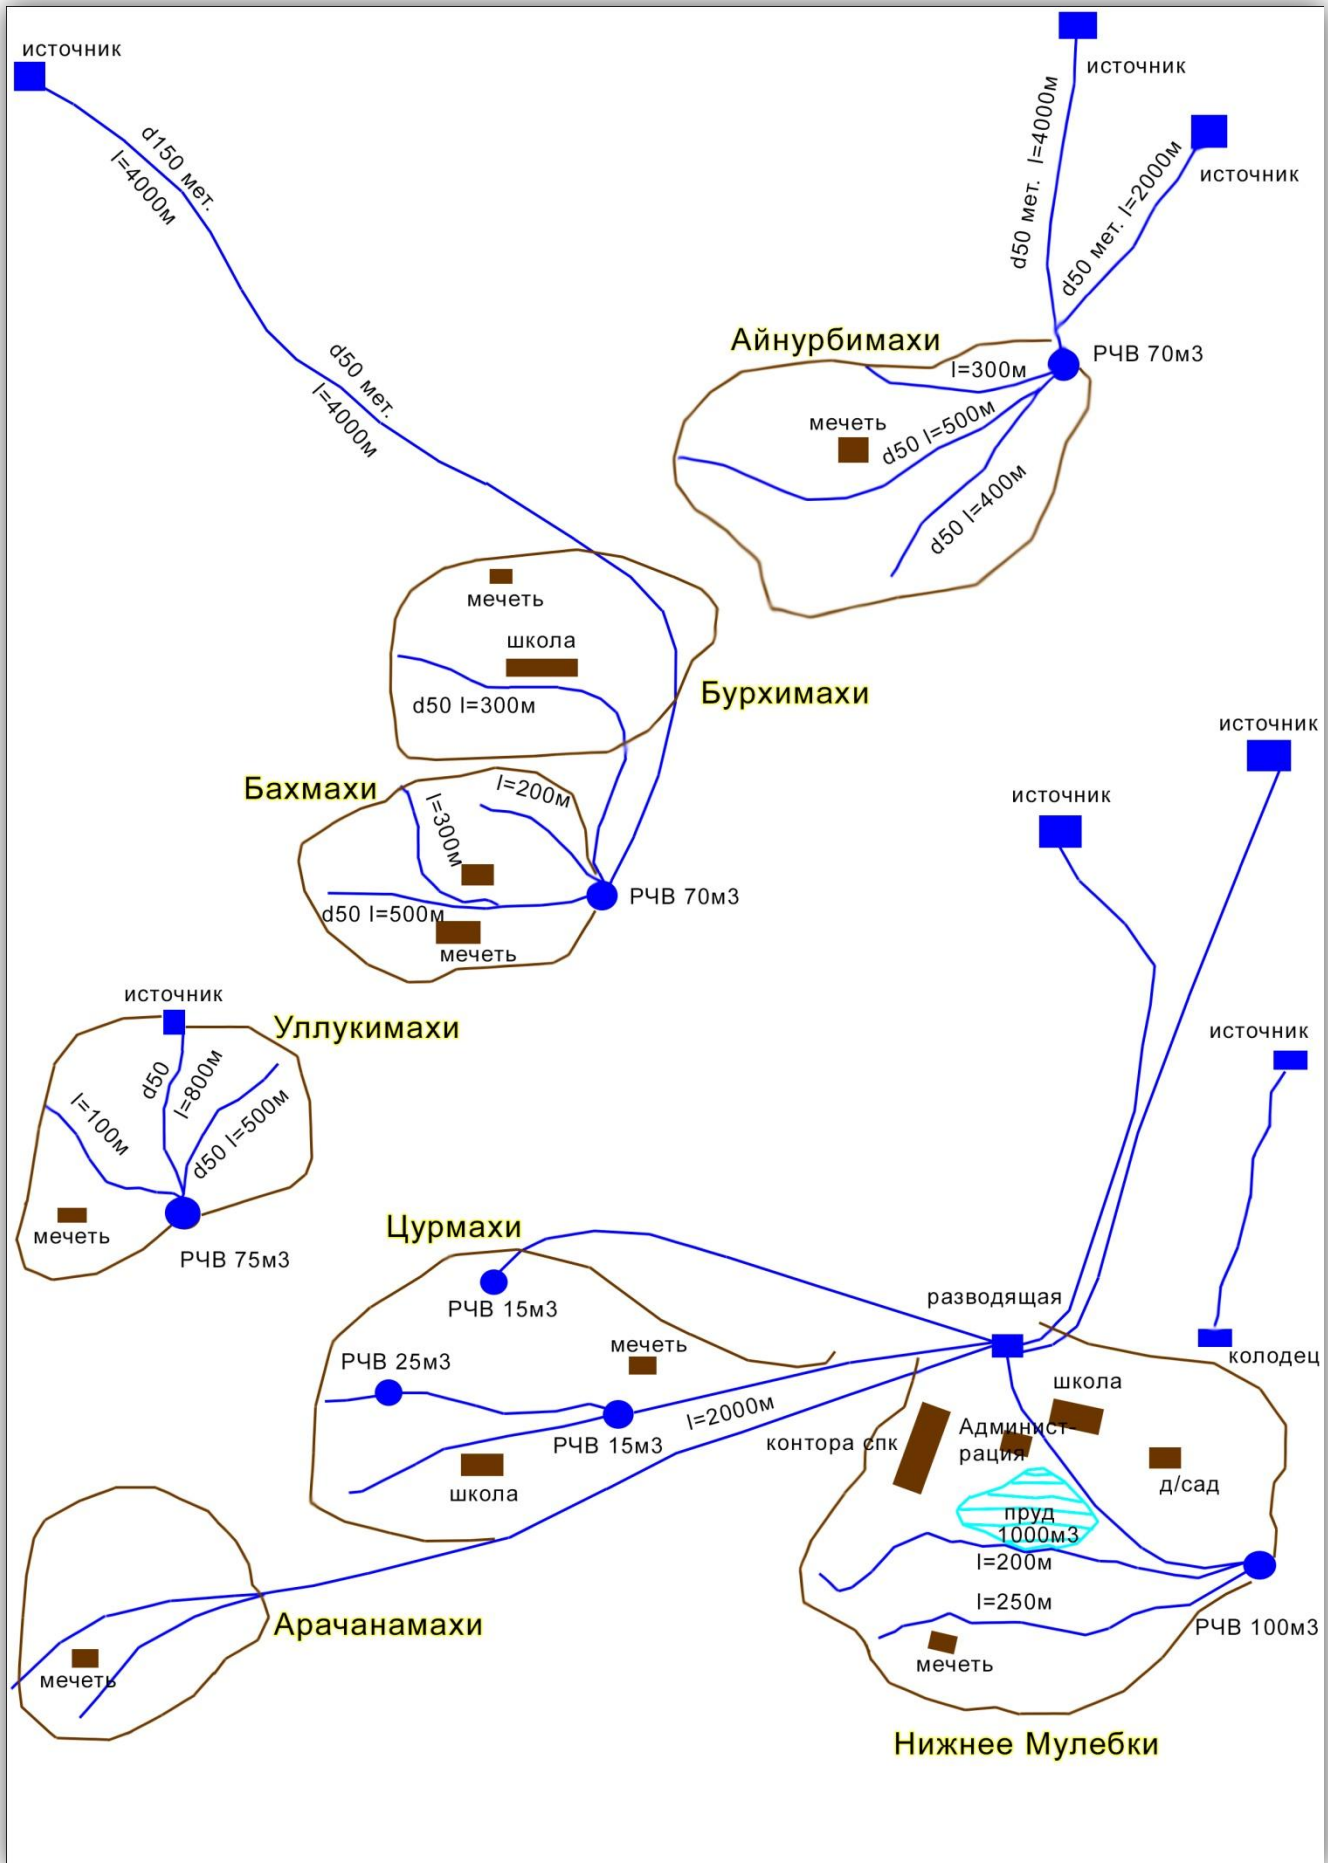 источник
источник
источник
d150 мет.
l=4000м
d50 мет. l=4000м
d50 мет. l=2000м
d50 мет.
l=4000м
Айнурбимахи
РЧВ 70м3
l=300м
мечеть
d50 l=500м
d50 l=400м
мечеть
школа
d50 l=300м
Бурхимахи
Бахмахи
l=200м
l=300м
РЧВ 70м3
d50 l=500м
мечеть
источник
источник
источник
Уллукимахи
источник
d50
l=800м
l=100м
d50 l=500м
мечеть
РЧВ 75м3
Цурмахи
РЧВ 15м3
разводящая
мечеть
РЧВ 25м3
колодец
l=2000м
РЧВ 15м3
школа
школа
контора спк
Админист-
рация
д/сад
пруд
1000м3
l=200м
l=250м
РЧВ 100м3
мечеть
Арачанамахи
мечеть
Нижнее Мулебки